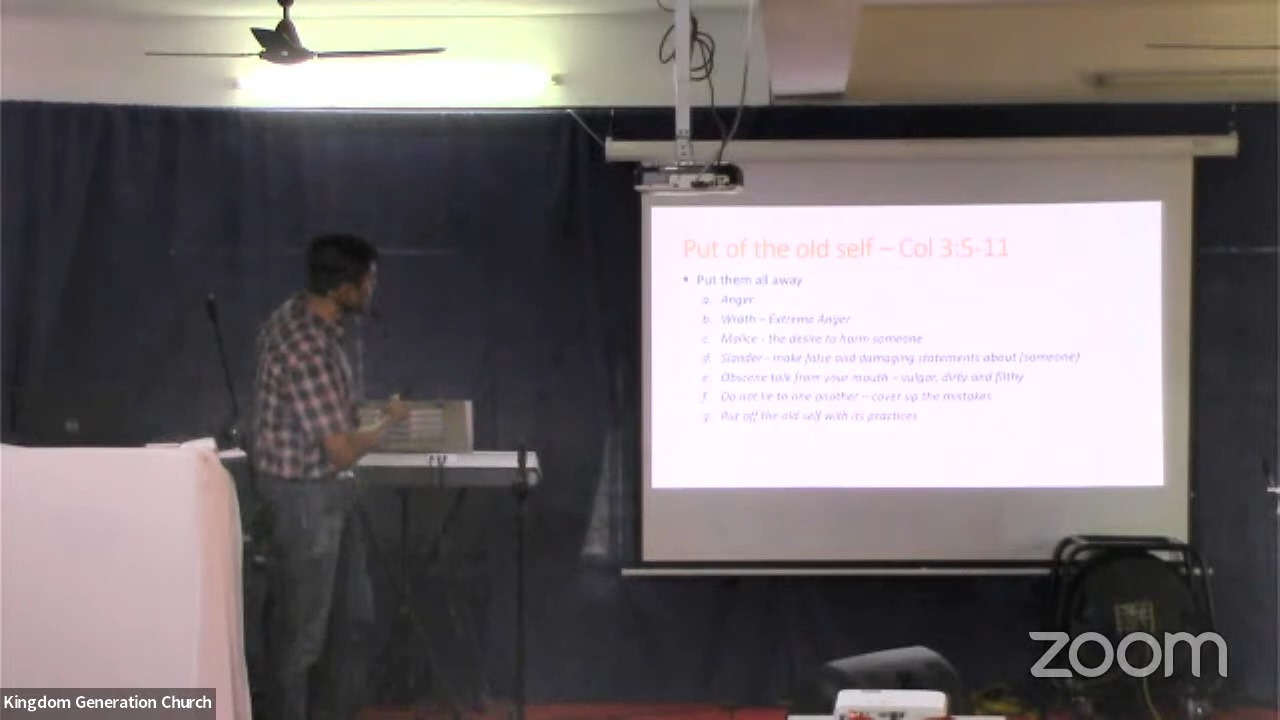 Put of the old self – Col 3:5-11
• Put them all away
a. Anger
b. Wrath – Extreme Anger
c. Malice - the desire to harm someone
d. Slander - make false and damaging statements about (someone)
e. Obscene talk from your mouth – vulgar, dirty and filthy
f. Do not lie to one another – cover up the mistakes
g. Put off the old self with its practices
zoom
Kingdom Generation Church